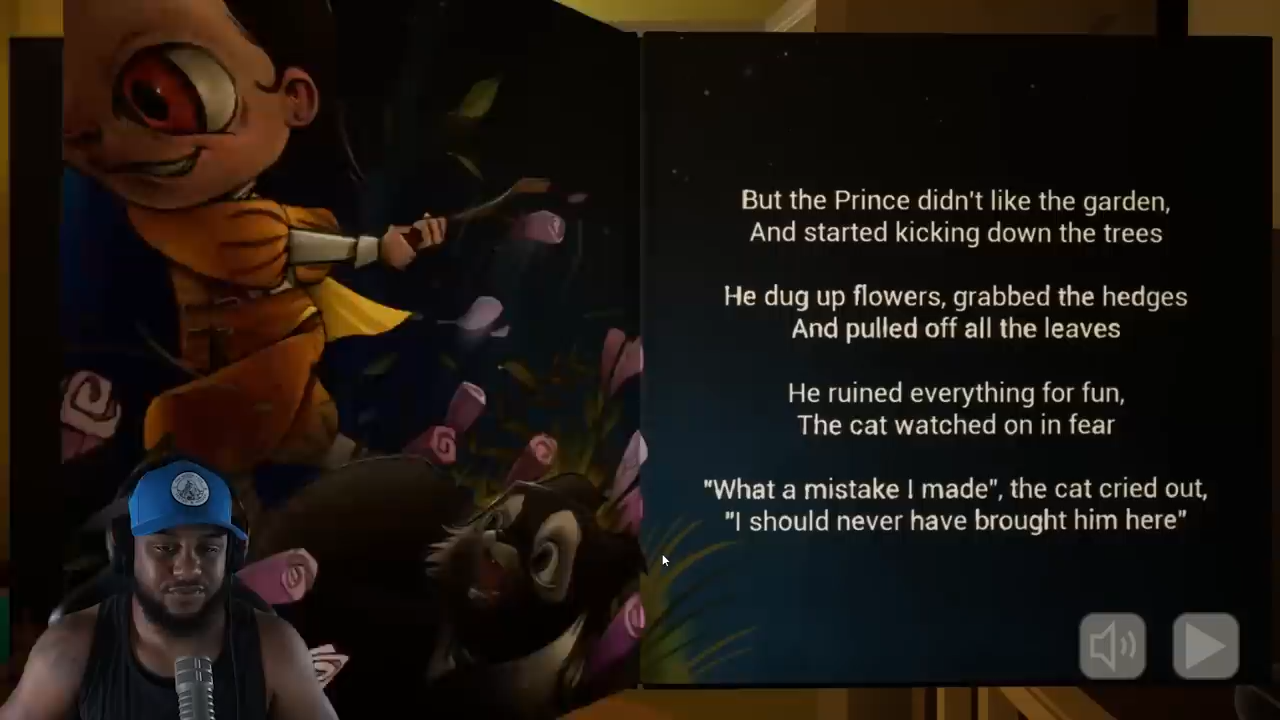 But the Prince didn't like the garden,
And started kicking down the trees
He dug up flowers, grabbed the hedges
And pulled off all the leaves
He ruined everything for fun,
The cat watched on in fear
"What a mistake I made", the cat cried out,
"I should never have brought him here"